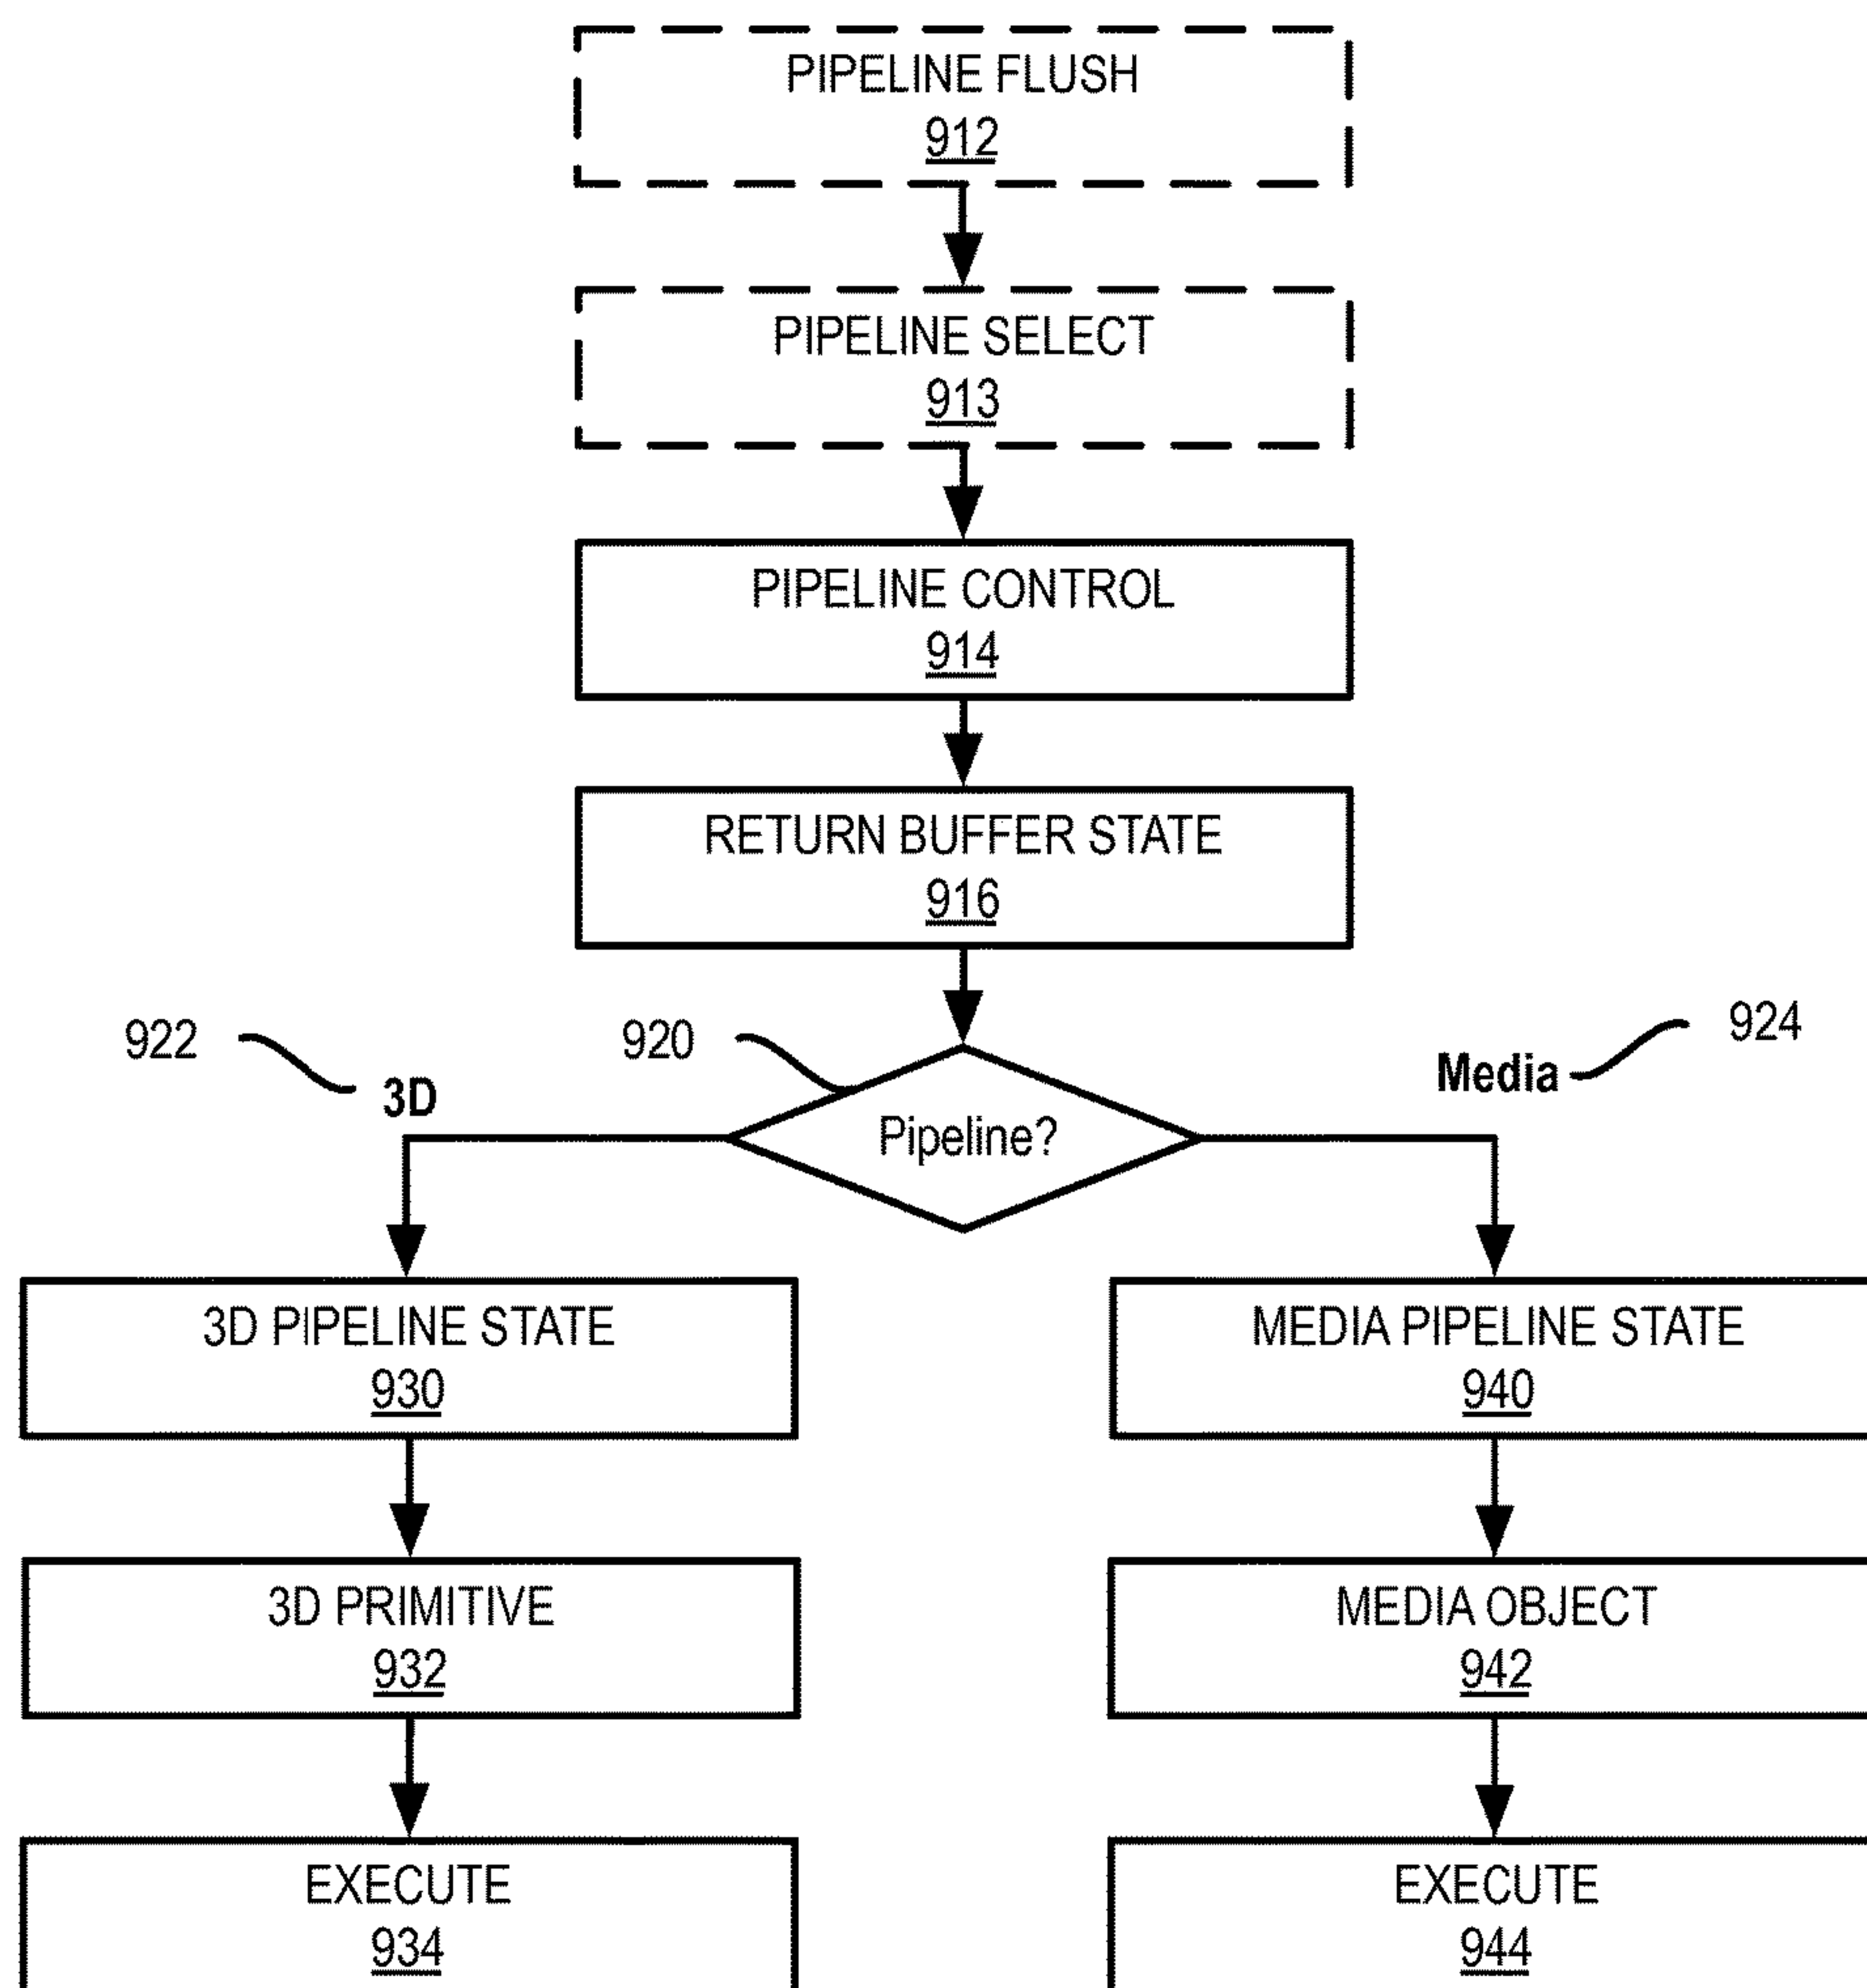 PIPELINE FLUSH
912
PIPELINE SELECT
913
PIPELINE CONTROL
914
RETURN BUFFER STATE
916
922
920
924
3D
Media
Pipeline?
3D PIPELINE STATE
930
MEDIA PIPELINE STATE
940
3D PRIMITIVE
932
MEDIA OBJECT
942
EXECUTE
934
EXECUTE
944